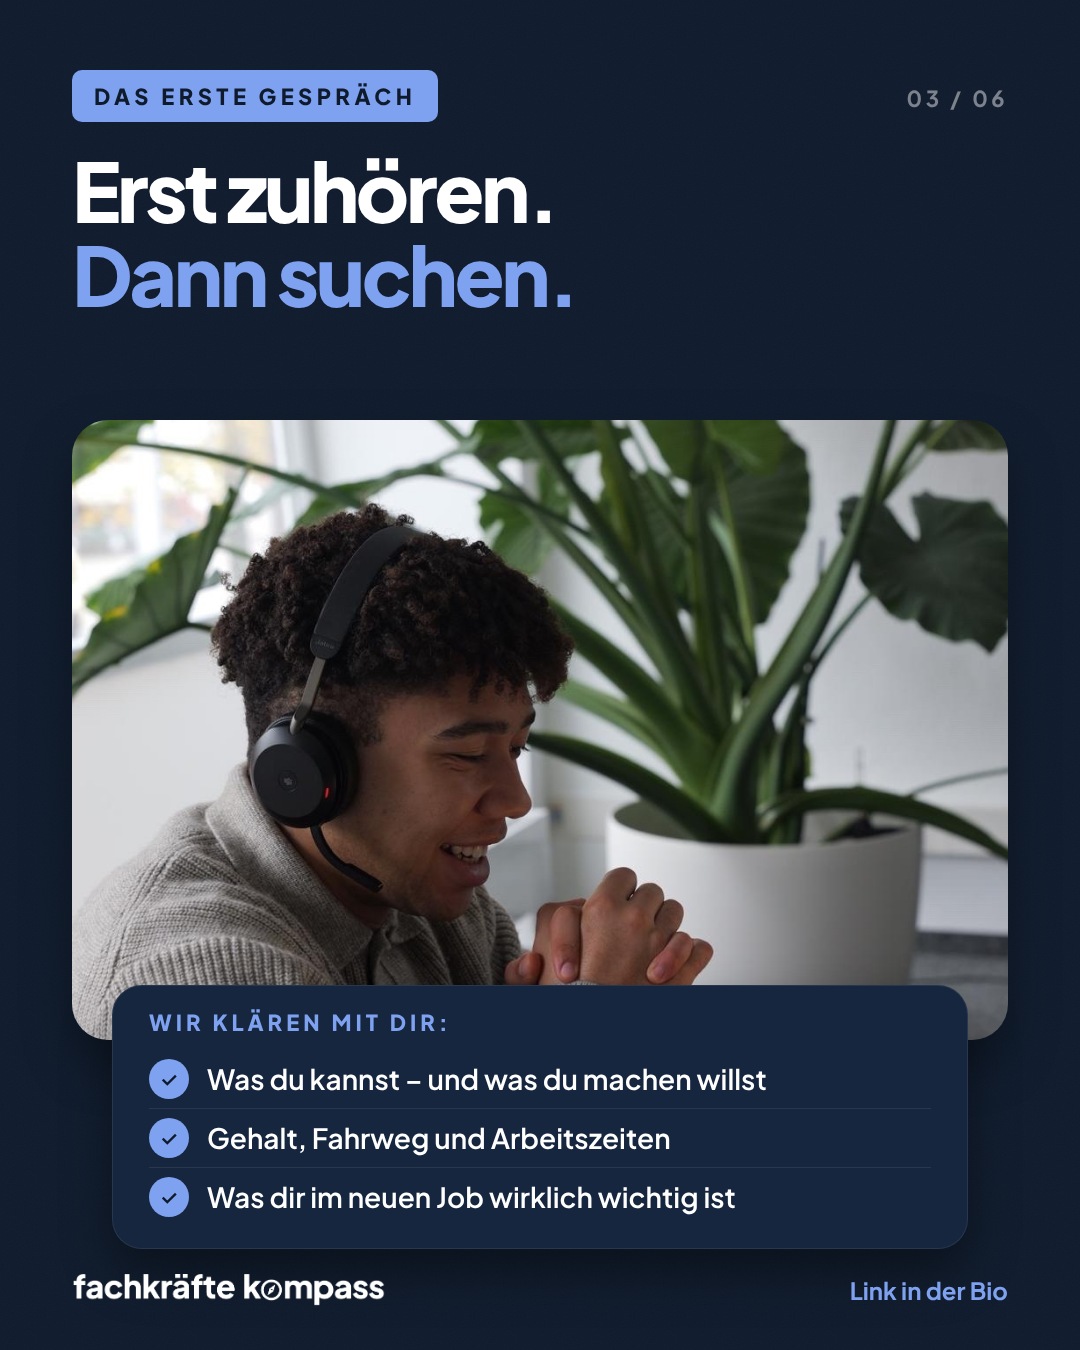 DAS ERSTE GESPRÄCH
03 / 06
Erst zuhören.
Dann suchen.
WIR KLÄREN MIT DIR:
Was du kannst – und was du machen willst
Gehalt, Fahrweg und Arbeitszeiten
Was dir im neuen Job wirklich wichtig ist
fachkräfte kompass
Link in der Bio